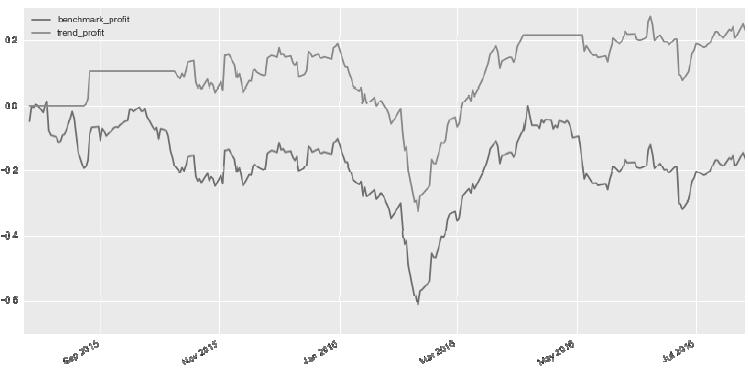 benchmark_profit
trend_profit
0.2
0.0
-0.2
-0.4
-0.6
Sep 2015
Nov 2015
Jan 2016
Mar 2016
May 2016
Jul 2016